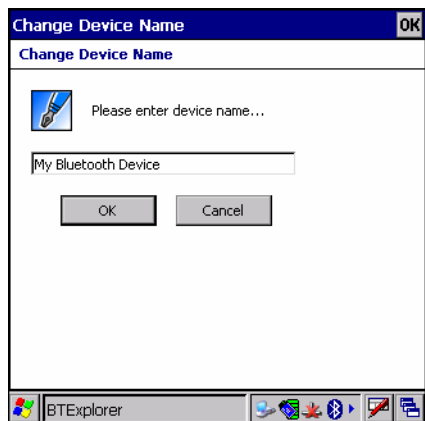 Change Device Name OK
Change Device Name
Please enter device name...
My Bluetooth Device
OK Cancel
BTExplorer